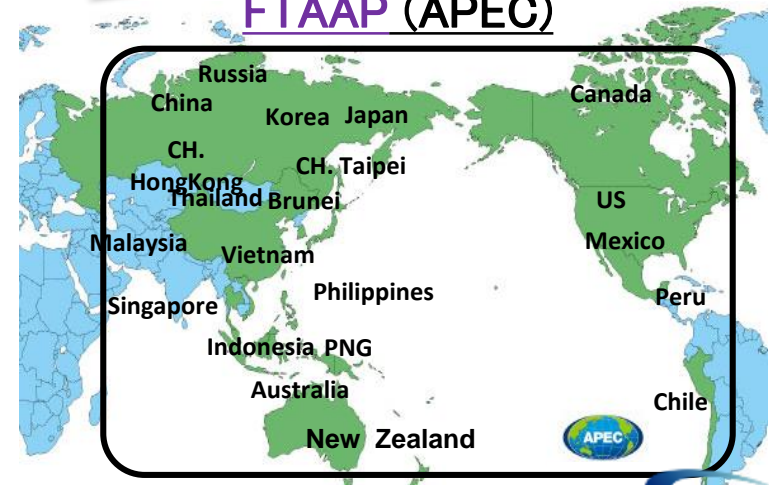 FTAAP (APEC)
Russia
China
Korea Japan
Canada
CH.
HongKong
CH. Taipei
Thailand Brunei
US
Malaysia
Vietnam
Mexico
Singapore
Philippines
Peru
Indonesia PNG
Australia
Chile
New Zealand
APEC